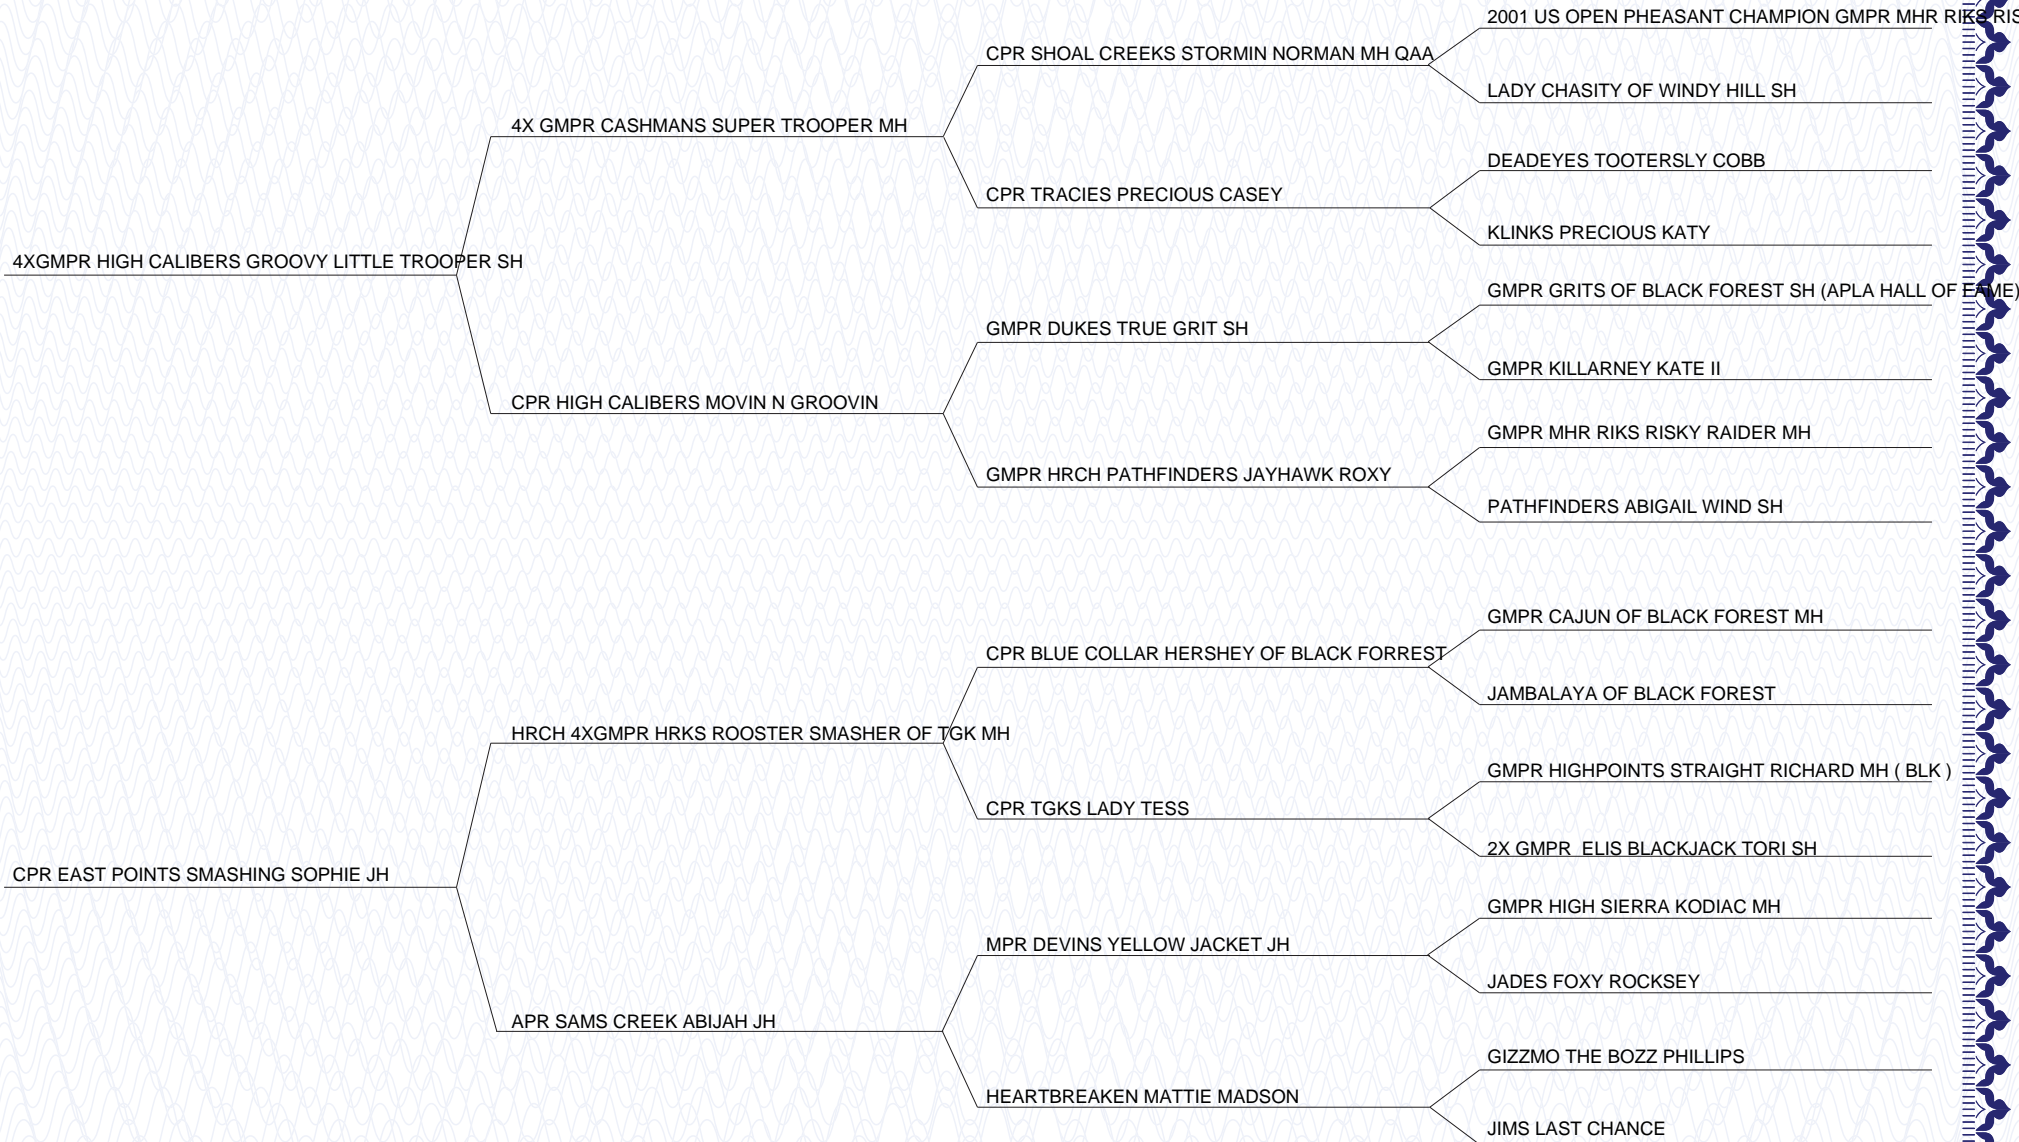 2001 US OPEN PHEASANT CHAMPION GMPR MHR RIKS
CPR SHOAL CREEKS STORMIN NORMAN MH QAA
LADY CHASITY OF WINDY HILL SH
4X GMPR CASHMANS SUPER TROOPER MH
DEADEYES TOOTERSLY COBB
CPR TRACIES PRECIOUS CASEY
KLINKS PRECIOUS KATY
4XGMPR HIGH CALIBERS GROOVY LITTLE TROOPER SH
GMPR GRITS OF BLACK FOREST SH (APLA HALL OF FAME)
GMPR DUKES TRUE GRIT SH
GMPR KILLARNEY KATE II
CPR HIGH CALIBERS MOVIN N GROOVIN
GMPR MHR RIKS RISKY RAIDER MH
GMPR HRCH PATHFINDERS JAYHAWK ROXY
PATHFINDERS ABIGAIL WIND SH
GMPR CAJUN OF BLACK FOREST MH
CPR BLUE COLLAR HERSHEY OF BLACK FORREST
JAMBALAYA OF BLACK FOREST
HRCH 4XGMPR HRKS ROOSTER SMASHER OF TGK MH
GMPR HIGHPOINTS STRAIGHT RICHARD MH ( BLK )
CPR TGKS LADY TESS
2X GMPR  ELIS BLACKJACK TORI SH
CPR EAST POINTS SMASHING SOPHIE JH
GMPR HIGH SIERRA KODIAC MH
MPR DEVINS YELLOW JACKET JH
JADES FOXY ROCKSEY
APR SAMS CREEK ABIJAH JH
GIZZMO THE BOZZ PHILLIPS
HEARTBREAKEN MATTIE MADSON
JIMS LAST CHANCE